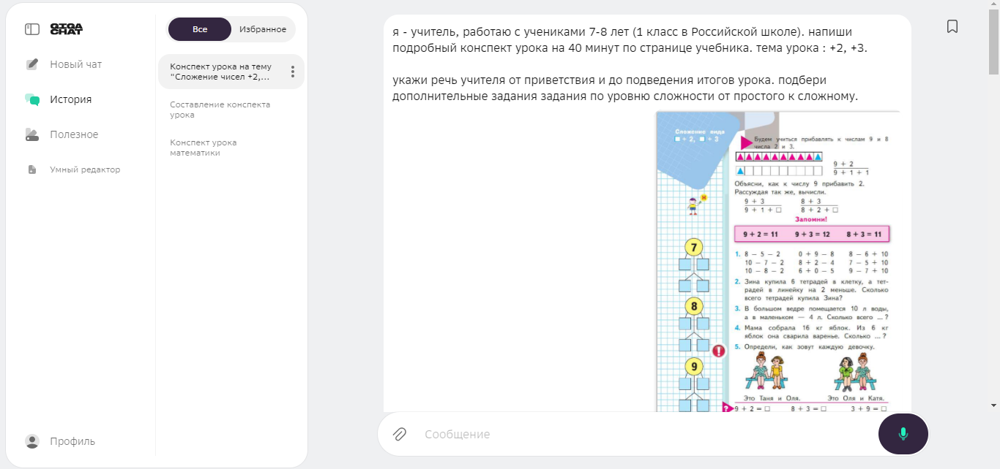 GIGA
CHAT
Новый чат
История
Полезное
Умный редактор
Профиль
Все
Избранное
Конспект урока на тему
"Сложение чисел +2,...
Составление конспекта
урока
Конспект урока
математики
я - учитель, работаю с учениками 7-8 лет (1 класс в Российской школе). напиши
подробный конспект урока на 40 минут по странице учебника. тема урока : +2, +3.
укажи речь учителя от приветствия и до подведения итогов урока. подбери
дополнительные задания задания по уровню сложности от простого к сложному.
Сложение вида
□ + 2, □ + 3
Н
7
8
9
Будем учиться прибавлять к числам 9 и 8
числа 2 и 3.
9 + 2
9 + 1 + 1
Объясни, как к числу 9 прибавить 2.
Рассуждая так же, вычисли.
9 + 3 8 + 3
9 + 1 + □ 8 + 2 + □
Запомни!
9 + 2 = 11 9 + 3 = 12 8 + 3 = 11
1. 8 − 5 − 2 0 + 9 − 8 8 − 6 + 10
10 − 7 − 2 8 + 2 − 4 7 − 5 + 10
10 − 8 − 2 6 + 0 − 5 9 − 7 + 10
2. Зина купила 6 тетрадей в клетку, а тет-
радей в линейку на 2 меньше. Сколько
всего тетрадей купила Зина?
3. В большом ведре помещается 10 л воды,
а в маленьком — 4 л. Сколько всего ... ?
4. Мама собрала 16 кг яблок. Из 6 кг
яблок она сварила варенье. Сколько ... ?
!
5. Определи, как зовут каждую девочку.
Это Таня и Оля. Это Оля и Катя.
? 9 + 2 = □ 8 + 3 = □ 3 + 9 = □
Сообщение